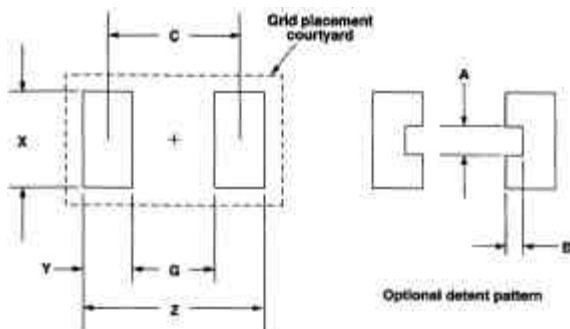 Grid placement
courtyard
C
A
X
Y
G
Z
B
Optional detent pattern